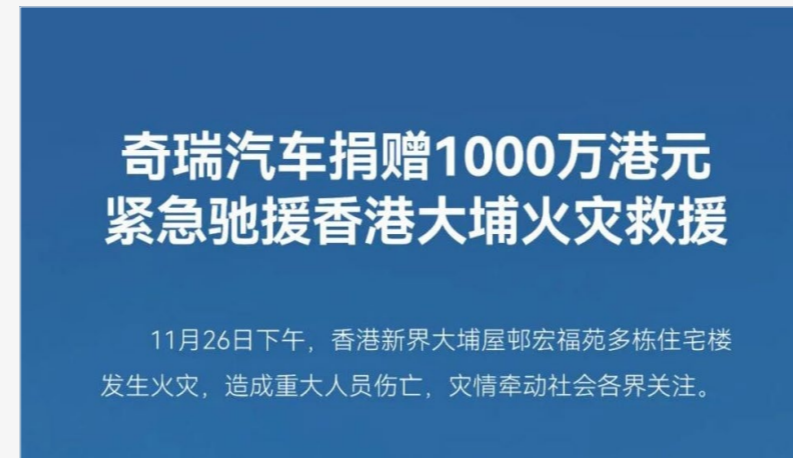 奇瑞汽车捐赠1000万港元
紧急驰援香港大埔火灾救援
11月26日下午，香港新界大埔屋邨宏福苑多栋住宅楼
发生火灾，造成重大人员伤亡，灾情牵动社会各界关注。